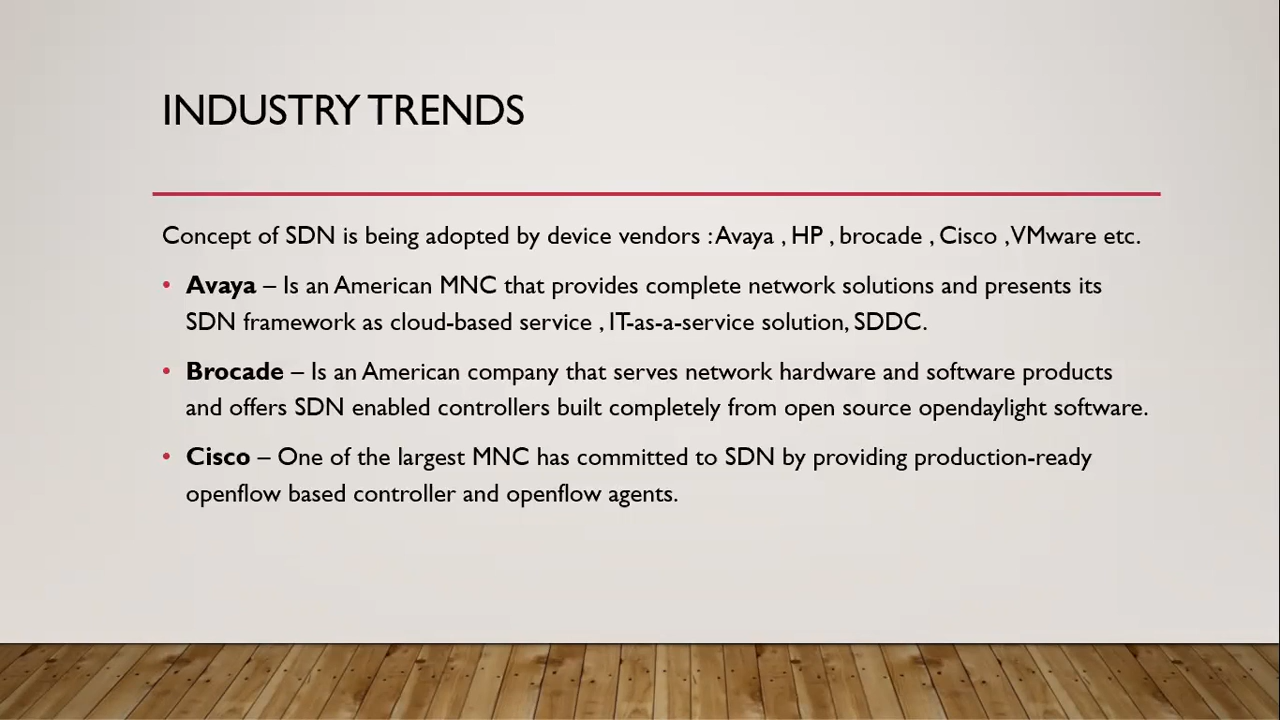 INDUSTRY TRENDS
Concept of SDN is being adopted by device vendors : Avaya , HP , brocade , Cisco , VMware etc.
• Avaya – Is an American MNC that provides complete network solutions and presents its
SDN framework as cloud-based service , IT-as-a-service solution, SDDC.
• Brocade – Is an American company that serves network hardware and software products
and offers SDN enabled controllers built completely from open source opendaylight software.
• Cisco – One of the largest MNC has committed to SDN by providing production-ready
openflow based controller and openflow agents.